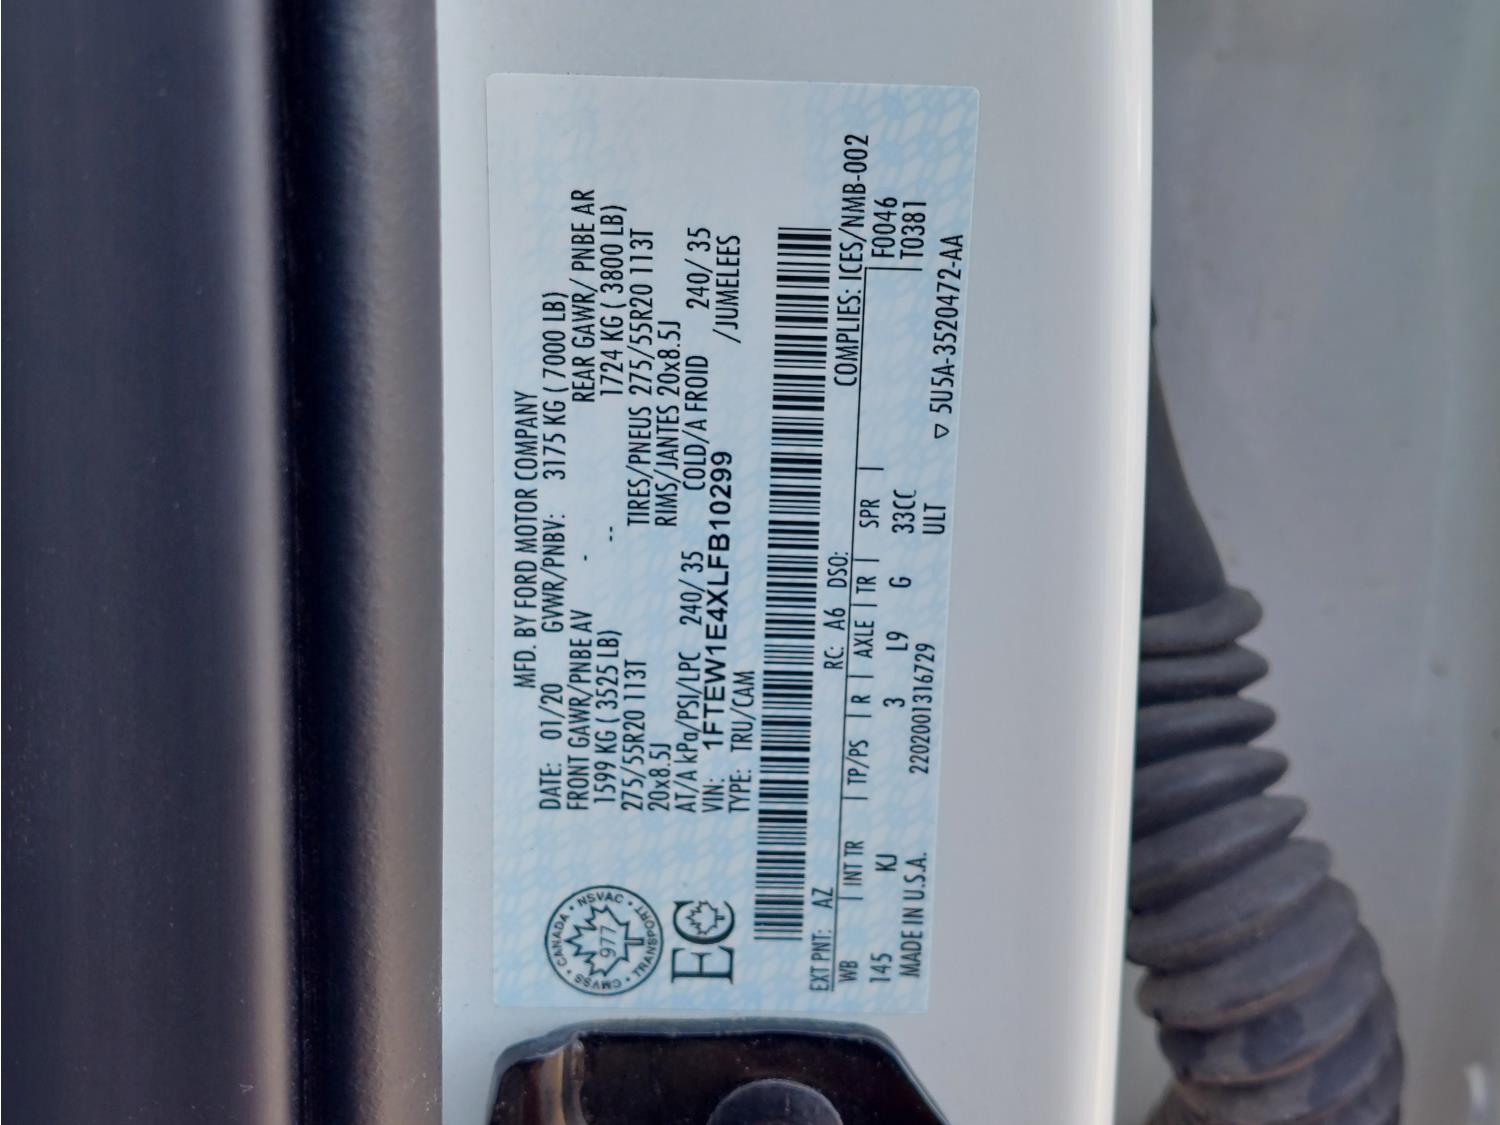 MFD. BY FORD MOTOR COMPANY
DATE: 01/20 GVWR/PNBV: 3175 KG ( 7000 LB)
FRONT GAWR/PNBE AV - REAR GAWR/ PNBE AR
1599 KG ( 3525 LB) -- 1724 KG ( 3800 LB)
275/55R20 113T TIRES/PNEUS 275/55R20 113T
20x8.5J RIMS/JANTES 20x8.5J
AT/A kPa/PSI/LPC 240/ 35 COLD/A FROID 240/ 35
VIN: 1FTEW1E4XLFB10299 /JUMELEES
TYPE: TRU/CAM
CANADA • NSVAC • TRANSPORT • CMVSS •
977
EC
EXT PNT: AZ RC: A6 DSO: COMPLIES: ICES/NMB-002
WB | INT TR | TP/PS | R | AXLE | TR | SPR | F0046
145 KJ 3 L9 G 33CC T0381
MADE IN U.S.A. 2202001316729 ULT
▽ 5U5A-3520472-AA